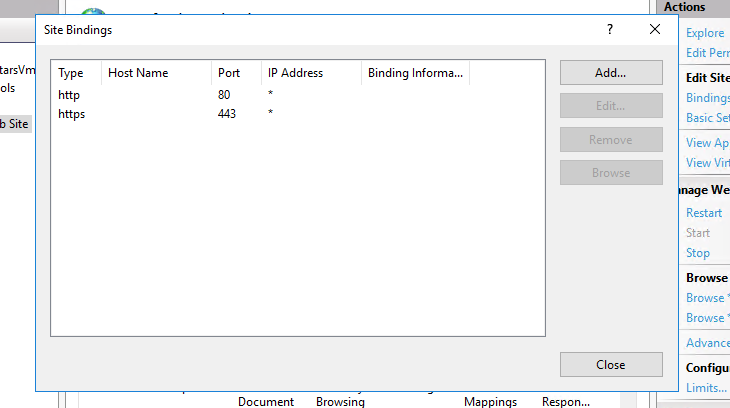 Actions
Site Bindings
Explore
Edit Perm
Type Host Name Port IP Address Binding Informa...
Add...
tarsVm
http 80 *
Edit Site
ols
https 443 *
Edit...
Bindings
b Site
Basic Set
Remove
View Ap
Browse
View Virt
nage We
Restart
Start
Stop
Browse
Browse *
Browse *
Advance
Close
Configu
Limits...
Document Browsing Mappings Respon...